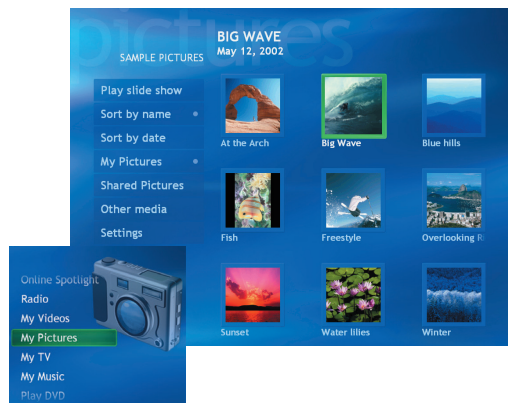 pictures
BIG WAVE
May 12, 2002
SAMPLE PICTURES
Play slide show
Sort by name
Sort by date
My Pictures
Shared Pictures
Other media
Settings
At the Arch
Big Wave
Blue hills
Fish
Freestyle
Overlooking
Sunset
Water lilies
Winter
Online Spotlight
Radio
My Videos
My Pictures
My TV
My Music
Play DVD